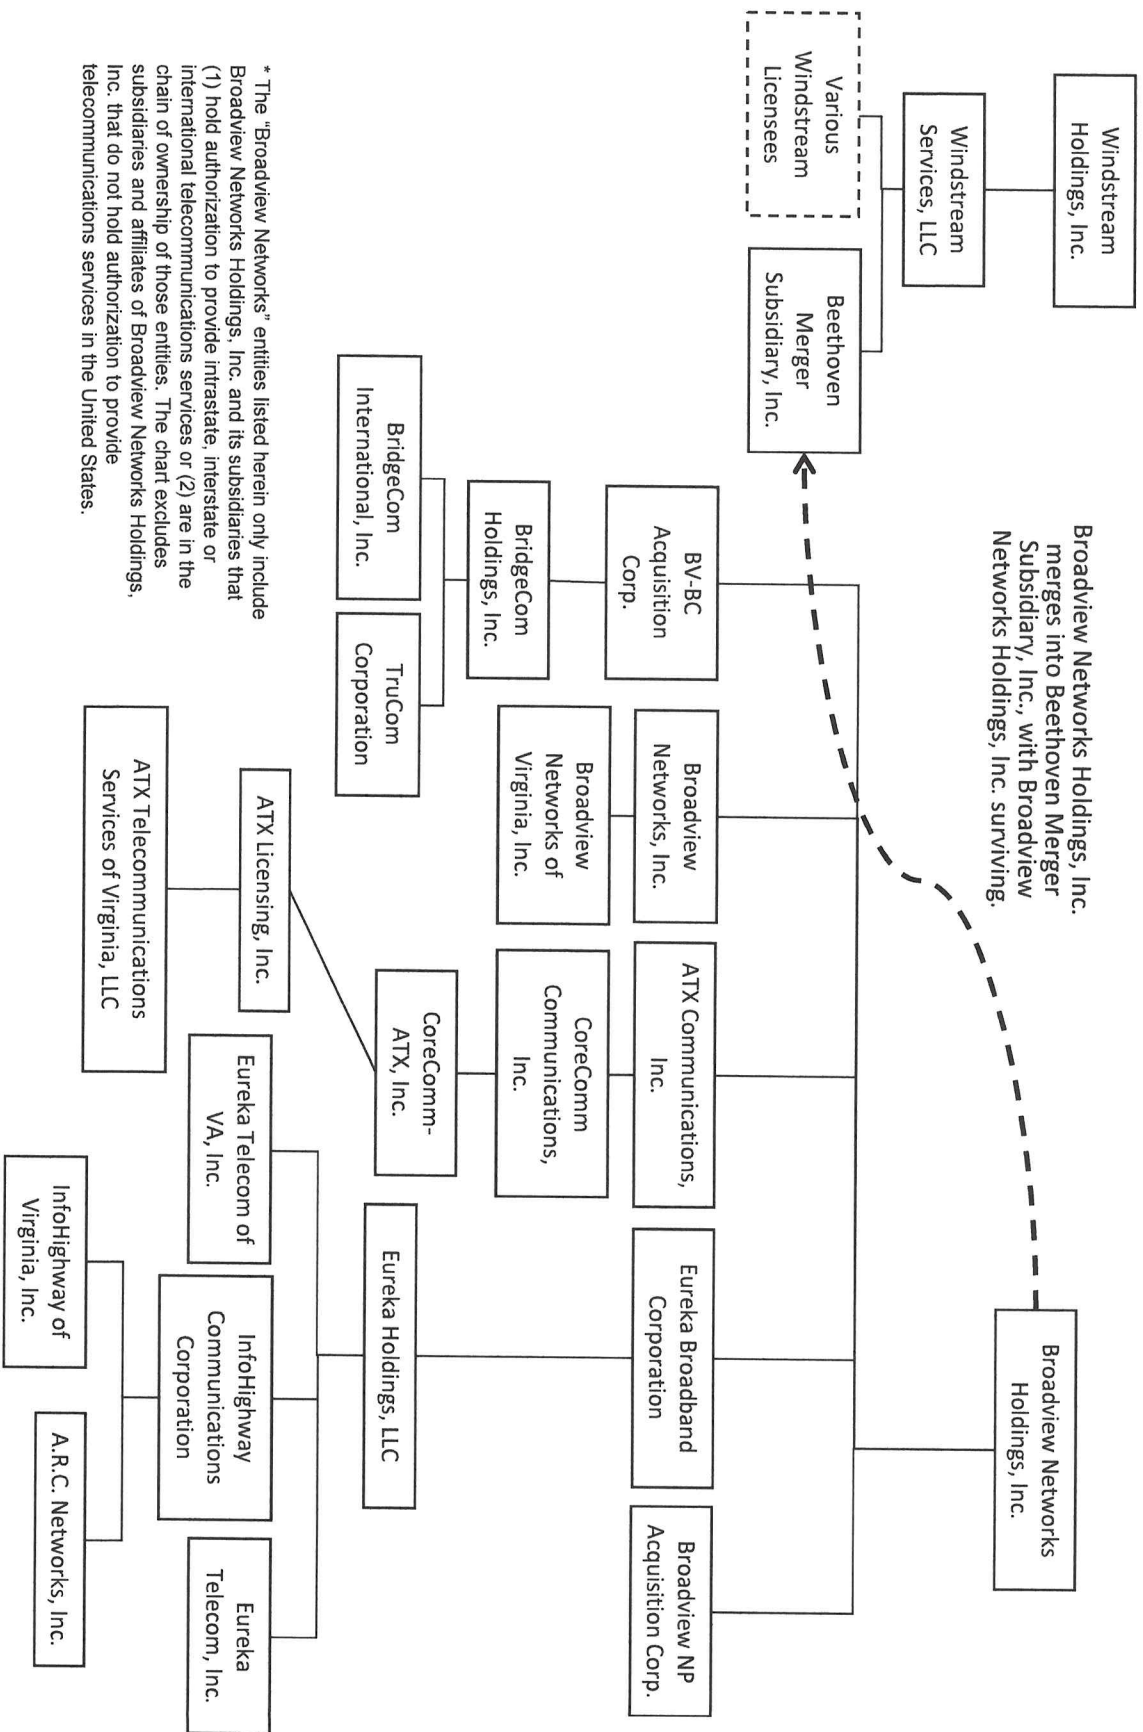 Windstream
Holdings, Inc.
Windstream
Services, LLC
Various
Windstream
Licensees
Beethoven
Merger
Subsidiary, Inc.
Broadview Networks Holdings, Inc.
merges into Beethoven Merger
Subsidiary, Inc., with Broadview
Networks Holdings, Inc. surviving.
Broadview Networks
Holdings, Inc.
BV-BC
Acquisition
Corp.
Broadview
Networks, Inc.
ATX Communications,
Inc.
Eureka Broadband
Corporation
Broadview NP
Acquisition Corp.
BridgeCom
Holdings, Inc.
Broadview
Networks of
Virginia, Inc.
CoreComm
Communications,
Inc.
BridgeCom
International, Inc.
TruCom
Corporation
CoreComm-
ATX, Inc.
Eureka Holdings, LLC
ATX Licensing, Inc.
Eureka Telecom of
VA, Inc.
InfoHighway
Communications
Corporation
Eureka
Telecom, Inc.
ATX Telecommunications
Services of Virginia, LLC
InfoHighway of
Virginia, Inc.
A.R.C. Networks, Inc.
* The “Broadview Networks” entities listed herein only include
Broadview Networks Holdings, Inc. and its subsidiaries that
(1) hold authorization to provide intrastate, interstate or
international telecommunications services or (2) are in the
chain of ownership of those entities. The chart excludes
subsidiaries and affiliates of Broadview Networks Holdings,
Inc. that do not hold authorization to provide
telecommunications services in the United States.